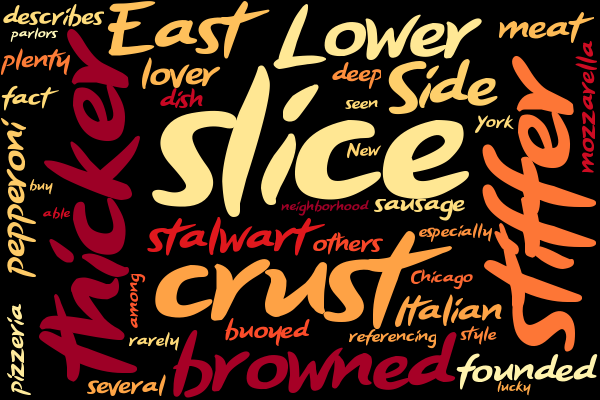 describes
East
Lower
meat
parlors
plenty
lover
deep
Side
mozzarella
dish
seen
fact
York
thicker
slice
New
stiffer
pepperoni
buy
able
neighborhood
sausage
stalwart
others
especially
crust
among
Chicago
Italian
pizzeria
rarely
buoyed
referencing
style
browned
founded
several
lucky